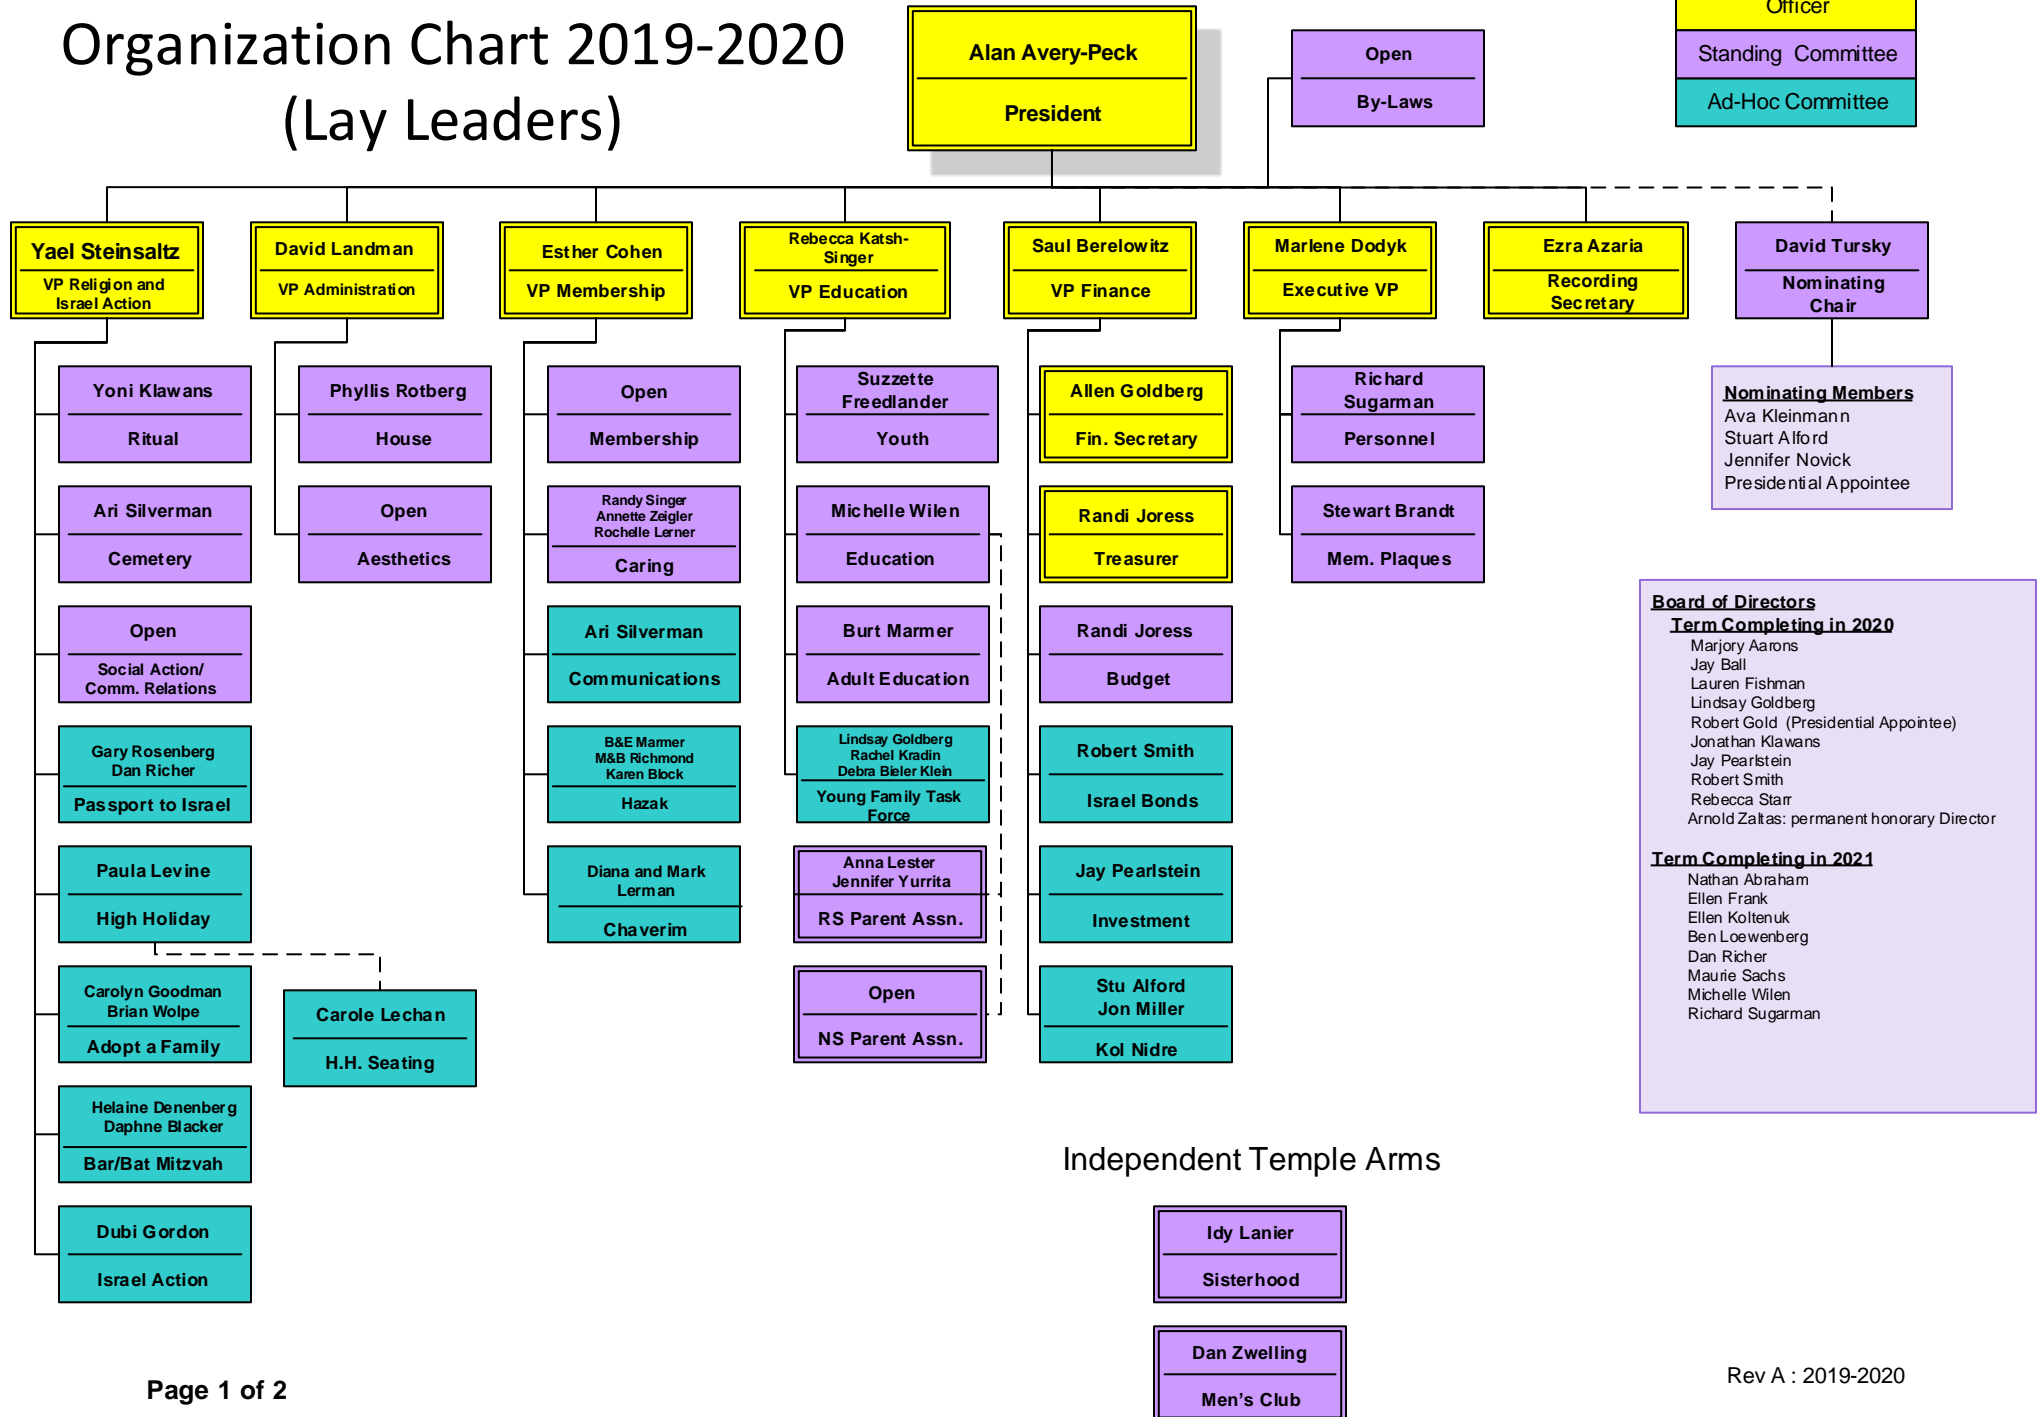 Organization Chart 2019-2020
(Lay Leaders)
Alan Avery-Peck
President
Open
By-Laws
Officer
Standing Committee
Ad-Hoc Committee
Yael Steinsaltz
VP Religion and
Israel Action
David Landman
VP Administration
Esther Cohen
VP Membership
Rebecca Katsh-
Singer
VP Education
Saul Berelowitz
VP Finance
Marlene Dodyk
Executive VP
Ezra Azaria
Recording
Secretary
David Tursky
Nominating
Chair
Yoni Klawans
Ritual
Ari Silverman
Cemetery
Open
Social Action/
Comm. Relations
Gary Rosenberg
Dan Richer
Passport to Israel
Paula Levine
High Holiday
Carolyn Goodman
Brian Wolpe
Adopt a Family
Carole Lechan
H.H. Seating
Helaine Denenberg
Daphne Blacker
Bar/Bat Mitzvah
Dubi Gordon
Israel Action
Phyllis Rotberg
House
Open
Aesthetics
Open
Membership
Randy Singer
Annette Zeigler
Rochelle Lerner
Caring
Ari Silverman
Communications
B&E Marmer
M&B Richmond
Karen Block
Hazak
Diana and Mark
Lerman
Chaverim
Suzzette
Freedlander
Youth
Michelle Wilen
Education
Burt Marmer
Adult Education
Lindsay Goldberg
Rachel Kradin
Debra Bieler Klein
Young Family Task
Force
Anna Lester
Jennifer Yurrita
RS Parent Assn.
Open
NS Parent Assn.
Allen Goldberg
Fin. Secretary
Randi Joress
Treasurer
Randi Joress
Budget
Robert Smith
Israel Bonds
Jay Pearlstein
Investment
Stu Alford
Jon Miller
Kol Nidre
Richard
Sugarman
Personnel
Stewart Brandt
Mem. Plaques
Nominating Members
Ava Kleinmann
Stuart Alford
Jennifer Novick
Presidential Appointee
Board of Directors
Term Completing in 2020
Marjory Aarons
Jay Ball
Lauren Fishman
Lindsay Goldberg
Robert Gold (Presidential Appointee)
Jonathan Klawans
Jay Pearlstein
Robert Smith
Rebecca Starr
Arnold Zaltas: permanent honorary Director
Term Completing in 2021
Nathan Abraham
Ellen Frank
Ellen Koltenuk
Ben Loewenberg
Dan Richer
Maurie Sachs
Michelle Wilen
Richard Sugarman
Independent Temple Arms
Idy Lanier
Sisterhood
Dan Zwelling
Men's Club
Page 1 of 2
Rev A : 2019-2020